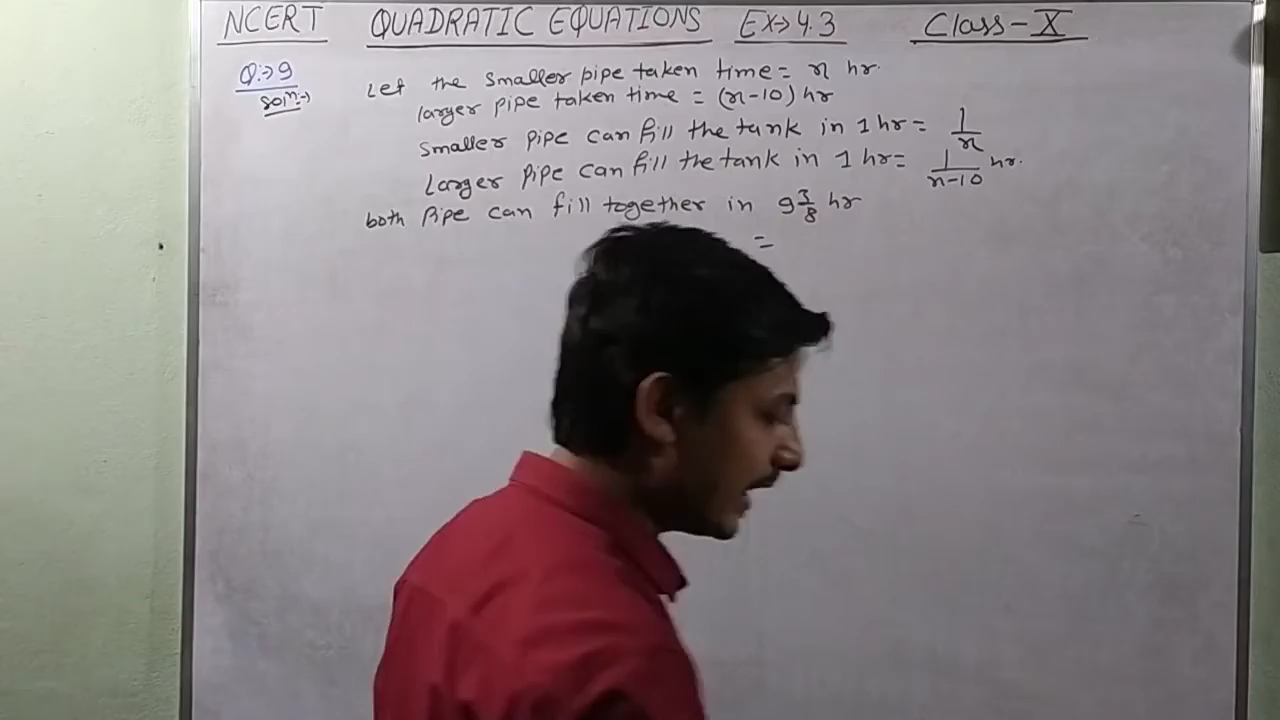 NCERT QUADRATIC EQUATIONS EX→4.3 Class-X
Q:→9
Soln:→
Let the smaller pipe taken time = x hr.
larger pipe taken time = (x-10) hr
smaller pipe can fill the tank in 1 hr = 1/x
Larger pipe can fill the tank in 1 hr = 1/x-10 hr.
both pipe can fill together in 9 3/8 hr
=